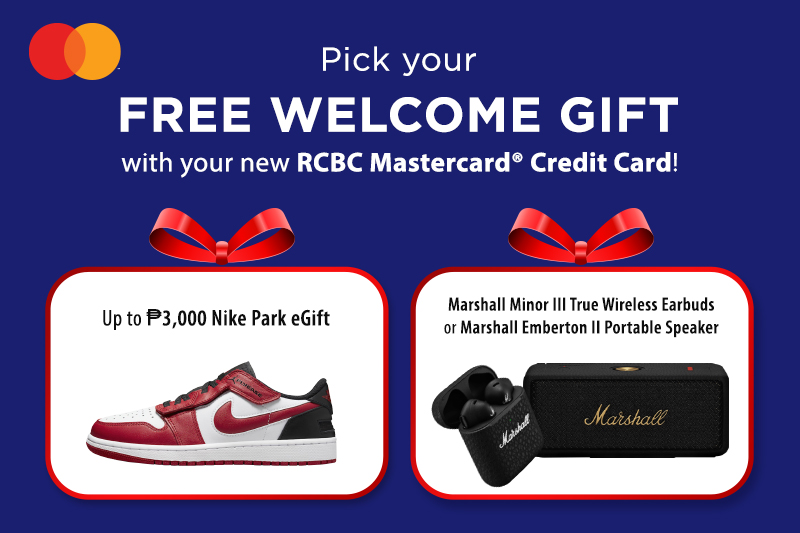 Pick your
FREE WELCOME GIFT
with your new RCBC Mastercard® Credit Card!
Up to ₱3,000 Nike Park eGift
Marshall Minor III True Wireless Earbuds
or Marshall Emberton II Portable Speaker
Marshall
Marshall